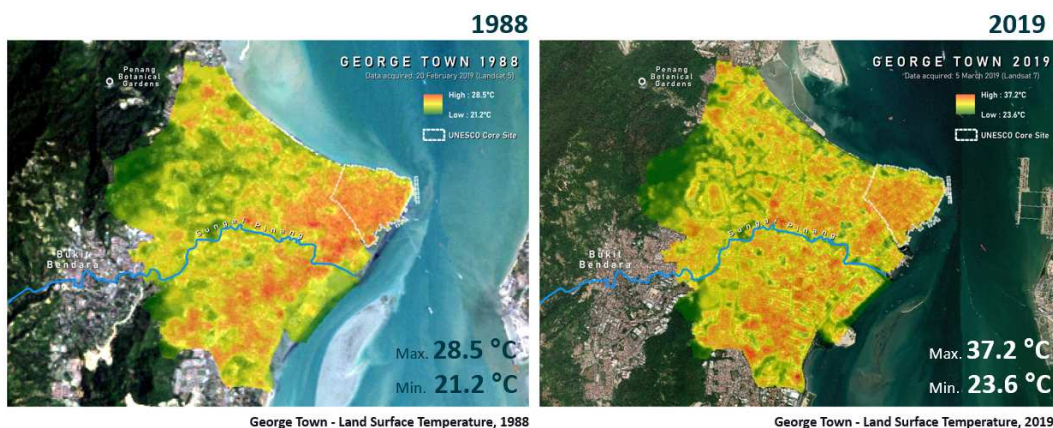 1988
GEORGE TOWN 1988
Data acquired: 20 February 2019 (Landsat 5)
High : 28.5°C
Low : 21.2°C
UNESCO Core Site
Penang
Botanical
Gardens
Sungai Pinang
Bukit
Bendara
Max. 28.5 °C
Min. 21.2 °C
George Town - Land Surface Temperature, 1988
2019
GEORGE TOWN 2019
Data acquired: 5 March 2019 (Landsat 7)
High : 37.2°C
Low : 23.6°C
UNESCO Core Site
Penang
Botanical
Gardens
Sungai Pinang
Bukit
Bendara
Max. 37.2 °C
Min. 23.6 °C
George Town - Land Surface Temperature, 2019